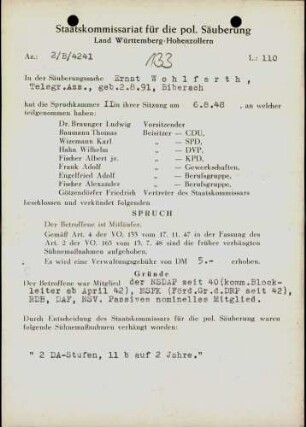 Staatskommissariat für die pol. Säuberung
Land Württemberg-Hohenzollern
Az.: 2/B/4241
133
L.: 110
In der Säuberungssache Ernst Wohlfarth,
Telegr.Ass., geb.2.8.91, Biberach
hat die Spruchkammer II in ihrer Sitzung am 6.8.48 , an welcher
teilgenommen haben:
Dr. Brauger Ludwig Vorsitzender
Baumann Thomas Beisitzer — CDU,
Witzemann Karl „ — SPD,
Hahn Wilhelm „ — DVP,
Fischer Albert jr. „ — KPD,
Frank Adolf „ — Gewerkschaften,
Engelfried Adolf „ — Berufsgruppe,
Fischer Alexander „ — Berufsgruppe,
Götzendörfer Friedrich Vertreter des Staatskommissars
beschlossen und verkündet folgenden
SPRUCH
Der Betroffene ist Mitläufer.
Gemäß Art. 4 der VO. 133 vom 17. 11. 47 in der Fassung des
Art. 2 der VO. 165 vom 13. 7. 48 sind die früher verhängten
Sühnemaßnahmen aufgehoben.
Es wird eine Verwaltungsgebühr von DM 5.- erhoben.
Gründe
Der Betroffene war Mitglied der NSDAP seit 40(komm.Block-
leiter ab April 42), NSFK (Förd.Gr.d.DRP seit 42),
RDB, DAF, NSV. Passives nominelles Mitglied.
Durch Entscheidung des Staatskommissars für die pol. Säuberung waren
folgende Sühnemaßnahmen verhängt worden:
" 2 DA-Stufen, 11 b auf 2 Jahre."